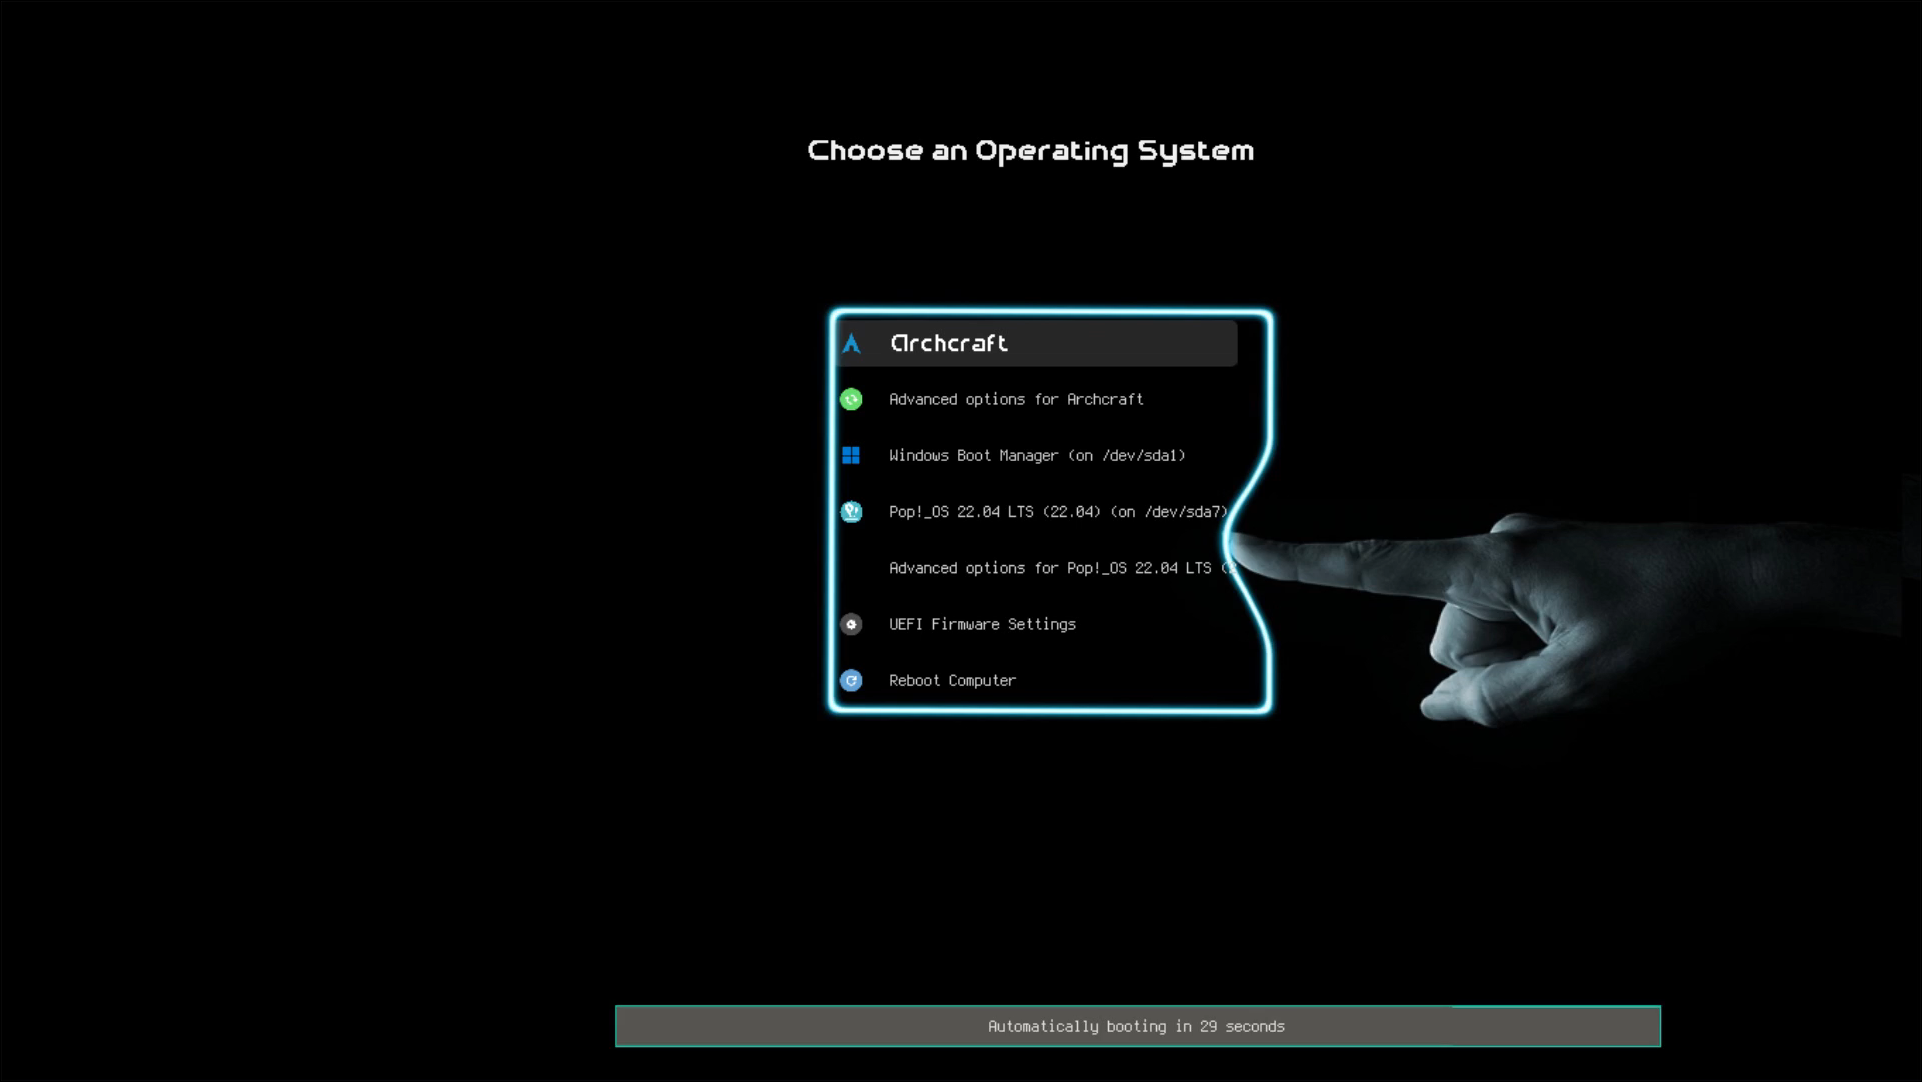 Choose an Operating System
Archcraft
Advanced options for Archcraft
Windows Boot Manager (on /dev/sda1)
Pop!_OS 22.04 LTS (22.04) (on /dev/sda7)
Advanced options for Pop!_OS 22.04 LTS (
UEFI Firmware Settings
Reboot Computer
Automatically booting in 29 seconds